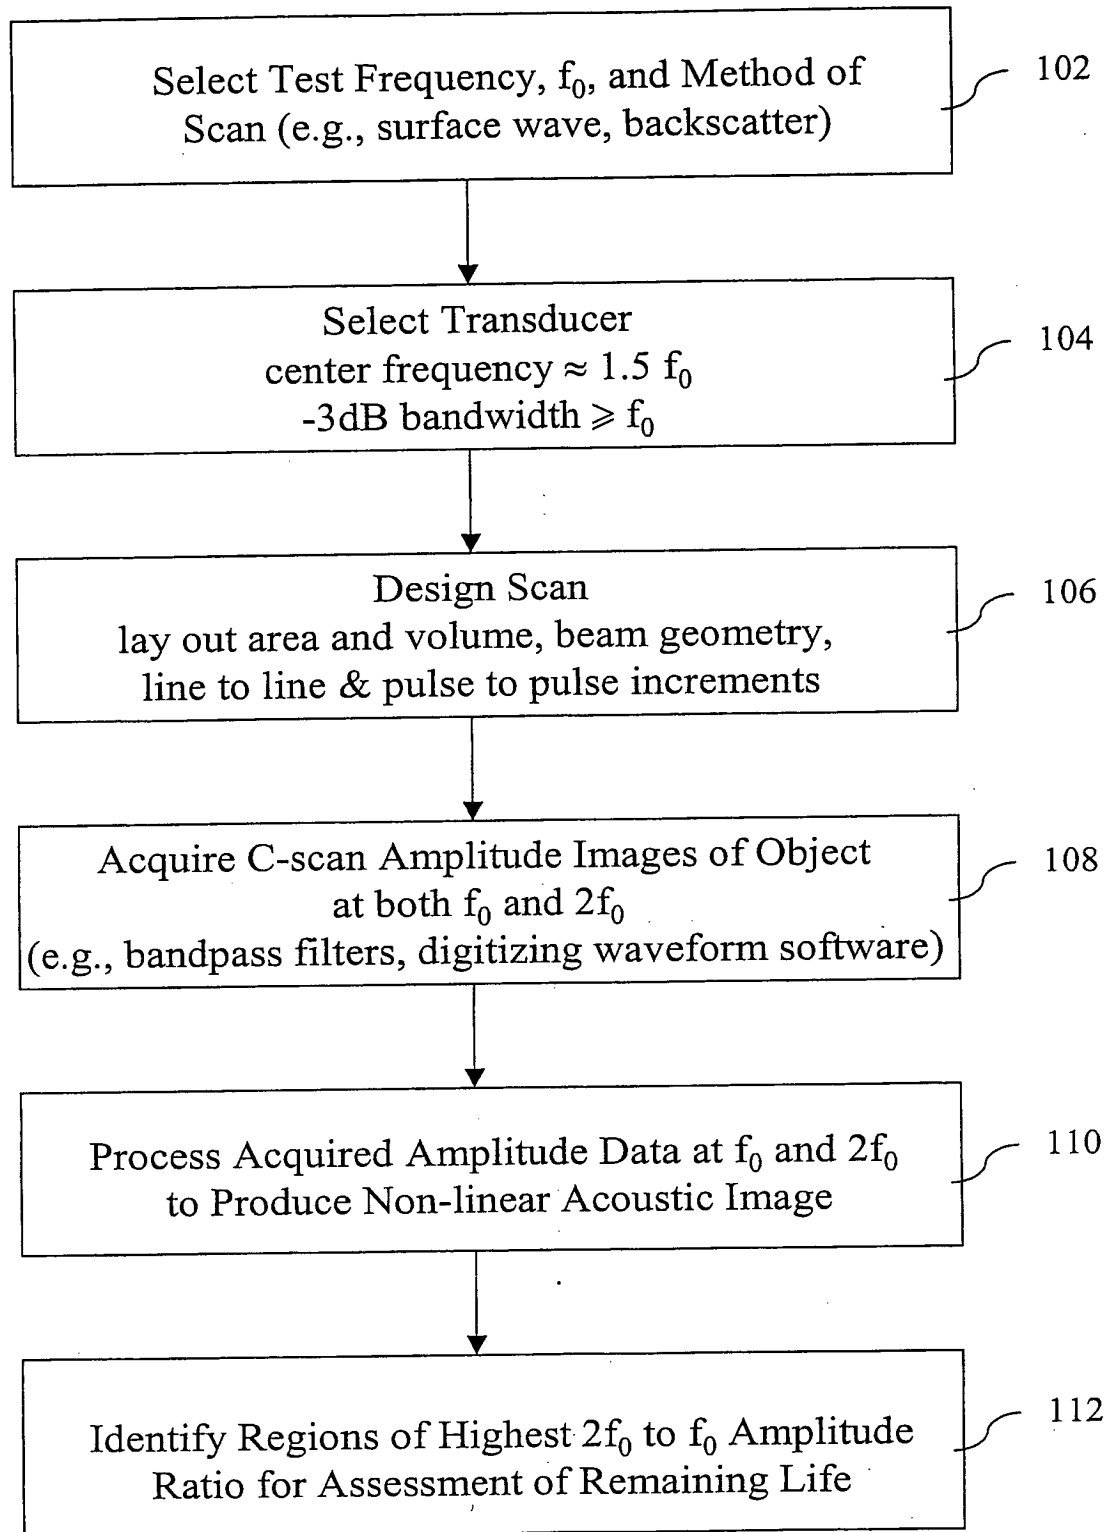 Select Test Frequency, f₀, and Method of
Scan (e.g., surface wave, backscatter)
102
Select Transducer
center frequency ≈ 1.5 f₀
-3dB bandwidth ⩾ f₀
104
Design Scan
lay out area and volume, beam geometry,
line to line & pulse to pulse increments
106
Acquire C-scan Amplitude Images of Object
at both f₀ and 2f₀
(e.g., bandpass filters, digitizing waveform software)
108
Process Acquired Amplitude Data at f₀ and 2f₀
to Produce Non-linear Acoustic Image
110
Identify Regions of Highest 2f₀ to f₀ Amplitude
Ratio for Assessment of Remaining Life
112